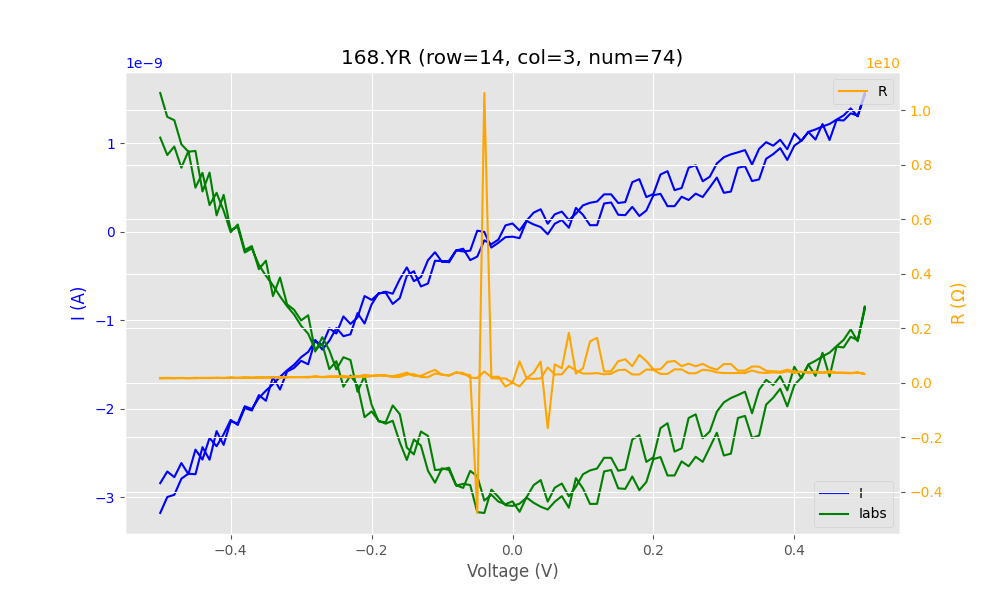 168.YR (row=14, col=3, num=74)
1e−9
1e10
R
1
0
−1
−2
−3
I (A)
1.0
0.8
0.6
0.4
0.2
0.0
−0.2
−0.4
R (Ω)
I
Iabs
−0.4
−0.2
0.0
0.2
0.4
Voltage (V)